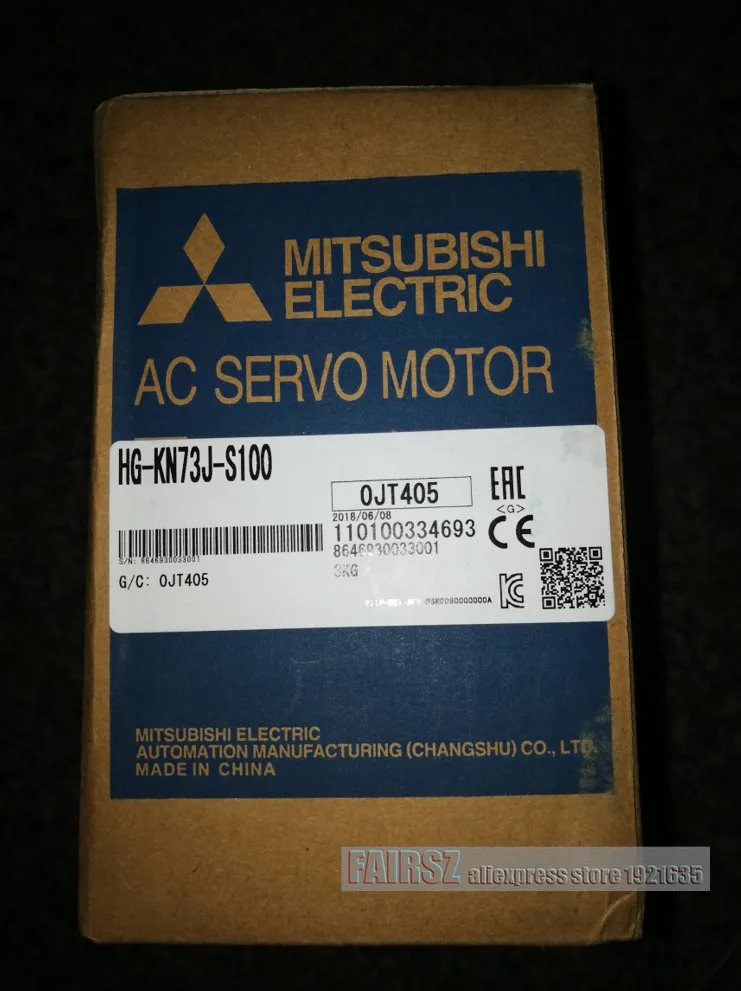 MITSUBISHI
ELECTRIC
AC SERVO MOTOR
HG-KN73J-S100
0JT405
EAC
2018/06/08
<G>
110100334693
CE
8646930033001
S/N: 8646930033001
3KG
G/C: 0JT405
MITSUBISHI ELECTRIC
AUTOMATION MANUFACTURING (CHANGSHU) CO., LTD.
MADE IN CHINA
FAIRSZ aliexpress store 1921635